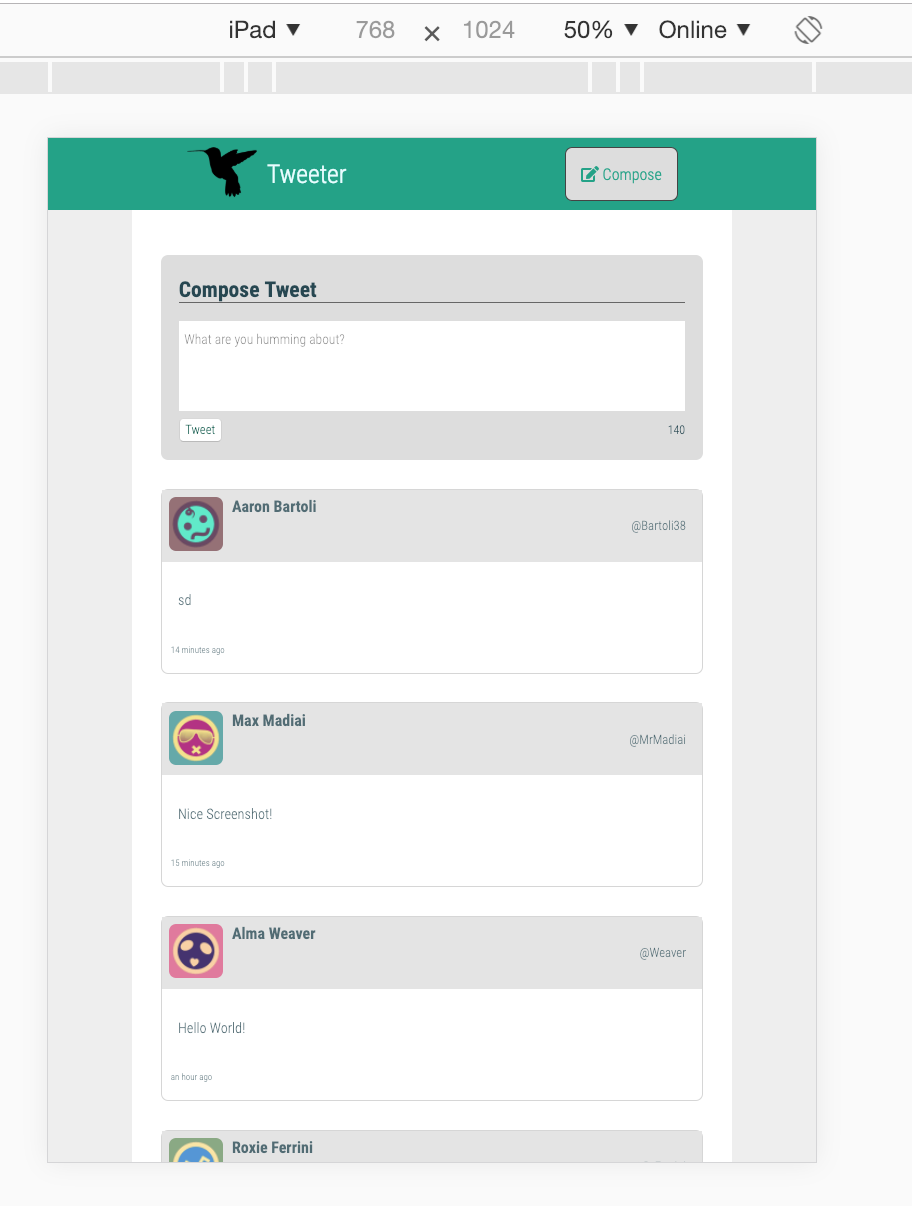 iPad ▼ 768 × 1024 50% ▼ Online ▼
Tweeter
Compose
Compose Tweet
What are you humming about?
Tweet 140
Aaron Bartoli
@Bartoli38
sd
14 minutes ago
Max Madiai
@MrMadiai
Nice Screenshot!
15 minutes ago
Alma Weaver
@Weaver
Hello World!
an hour ago
Roxie Ferrini